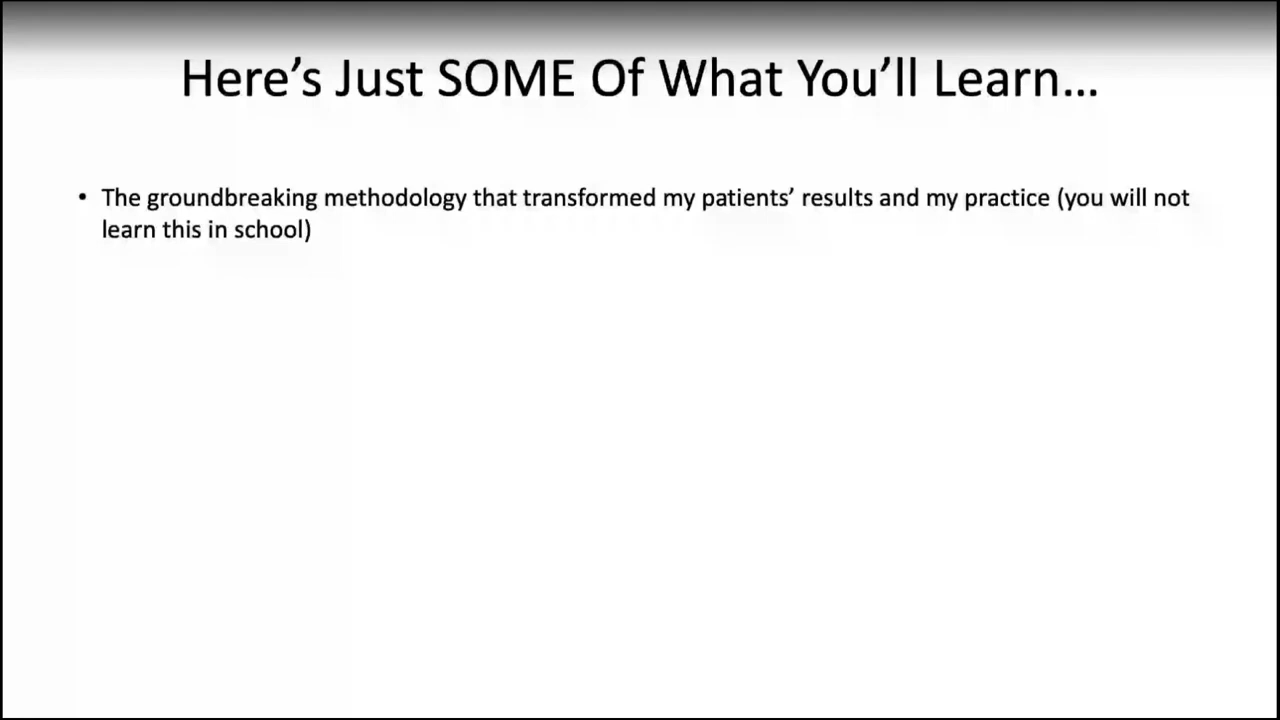 Here’s Just SOME Of What You’ll Learn…
• The groundbreaking methodology that transformed my patients’ results and my practice (you will not
learn this in school)